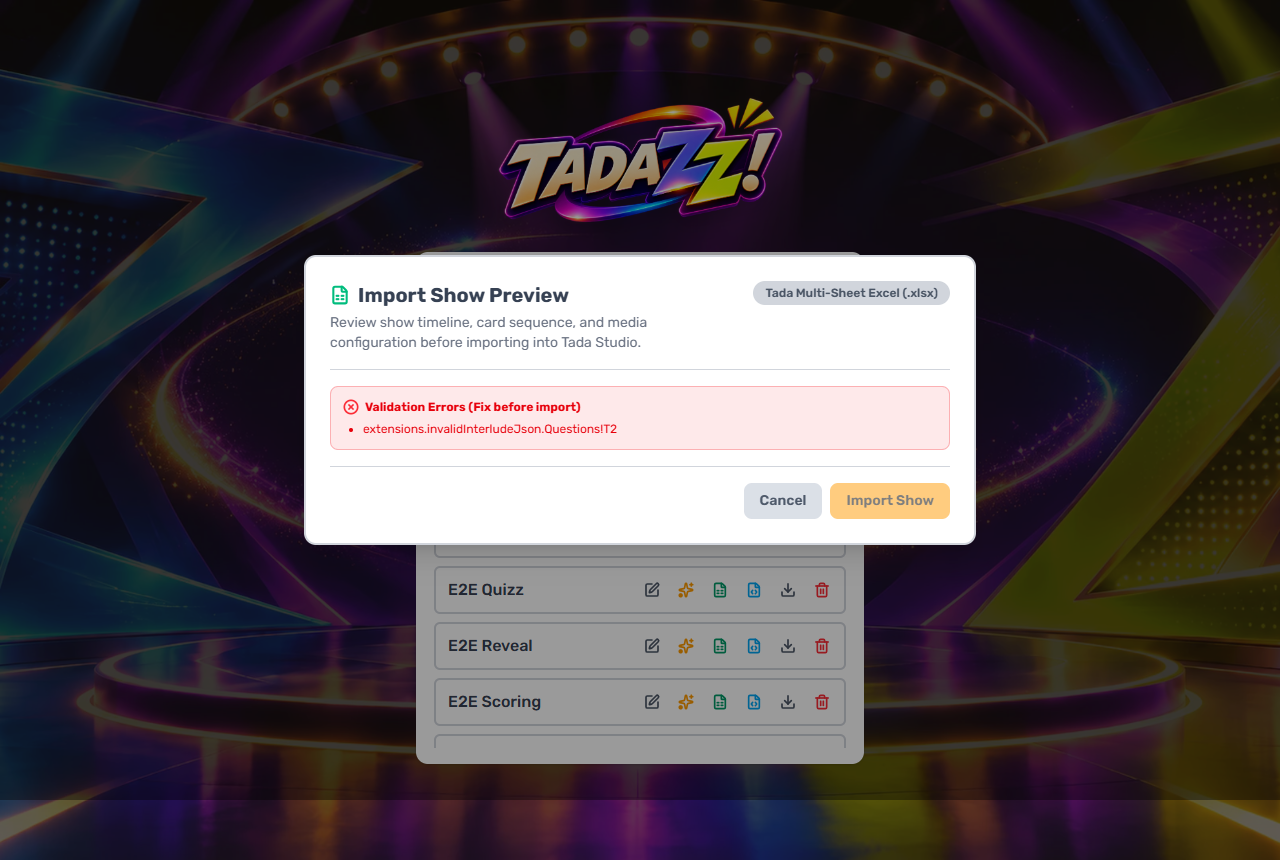 TADAZZ!
Import Show Preview
Tada Multi-Sheet Excel (.xlsx)
Review show timeline, card sequence, and media
configuration before importing into Tada Studio.
Validation Errors (Fix before import)
extensions.invalidInterludeJson.Questions!T2
Cancel
Import Show
E2E Quizz
E2E Reveal
E2E Scoring